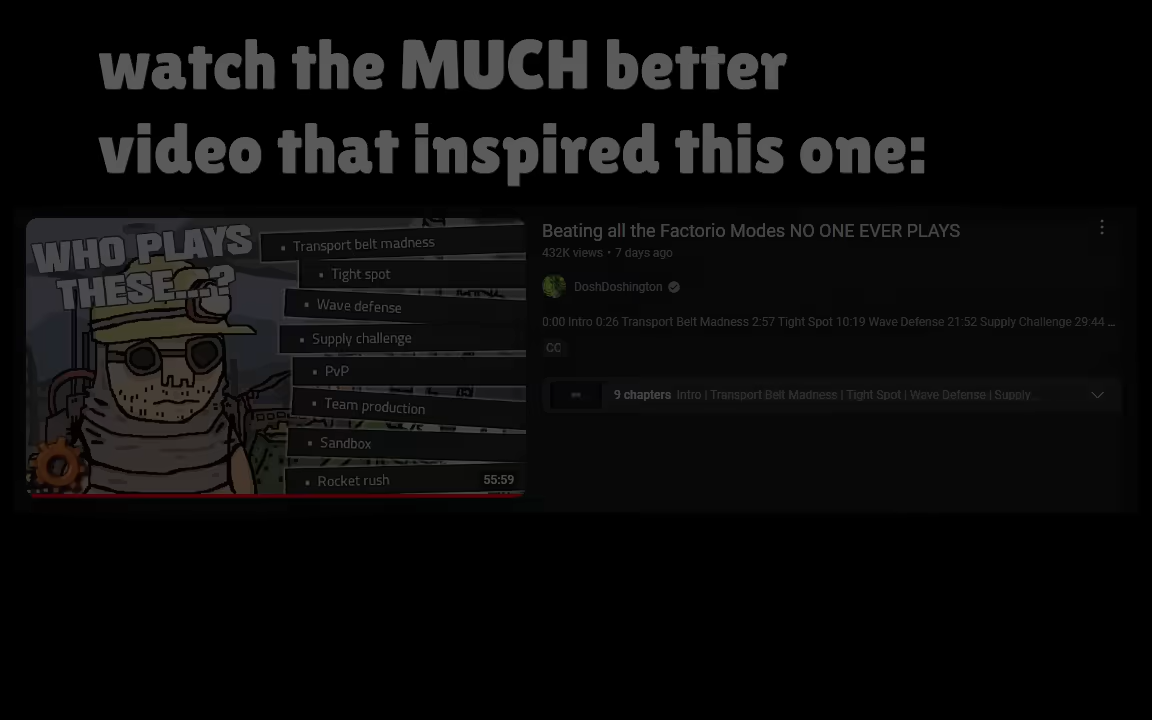 watch the MUCH better
video that inspired this one:
WHO PLAYS
THESE...?
Transport belt madness
Tight spot
Wave defense
Supply challenge
PvP
Team production
Sandbox
Rocket rush
55:59
Beating all the Factorio Modes NO ONE EVER PLAYS
432K views • 7 days ago
DoshDoshington
0:00 Intro 0:26 Transport Belt Madness 2:57 Tight Spot 10:19 Wave Defense 21:52 Supply Challenge 29:44 ...
CC
9 chapters Intro | Transport Belt Madness | Tight Spot | Wave Defense | Supply...